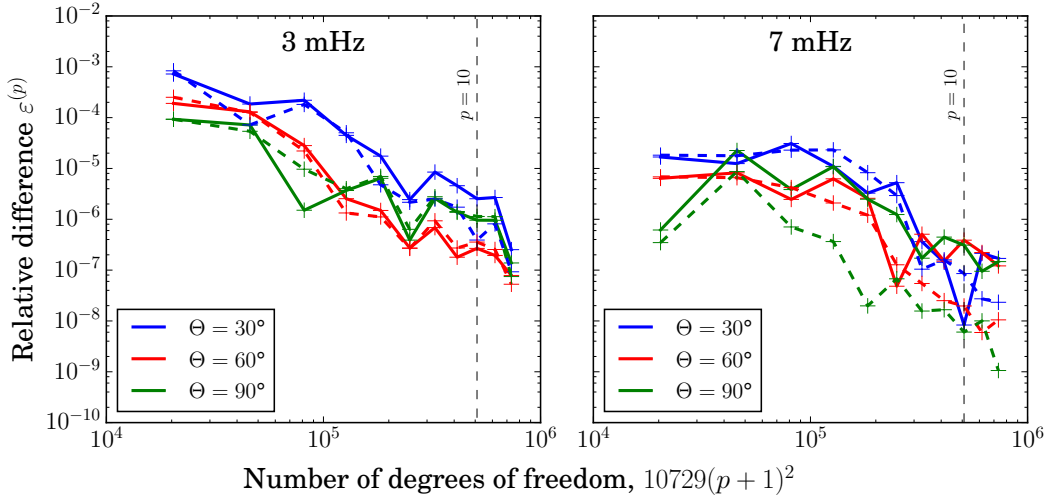 3 mHz
7 mHz
Relative difference ε^(p)
10^−2
10^−3
10^−4
10^−5
10^−6
10^−7
10^−8
10^−9
10^−10
p = 10
p = 10
Θ = 30°
Θ = 60°
Θ = 90°
Θ = 30°
Θ = 60°
Θ = 90°
10^4
10^5
10^6
10^4
10^5
10^6
Number of degrees of freedom, 10729(p + 1)^2